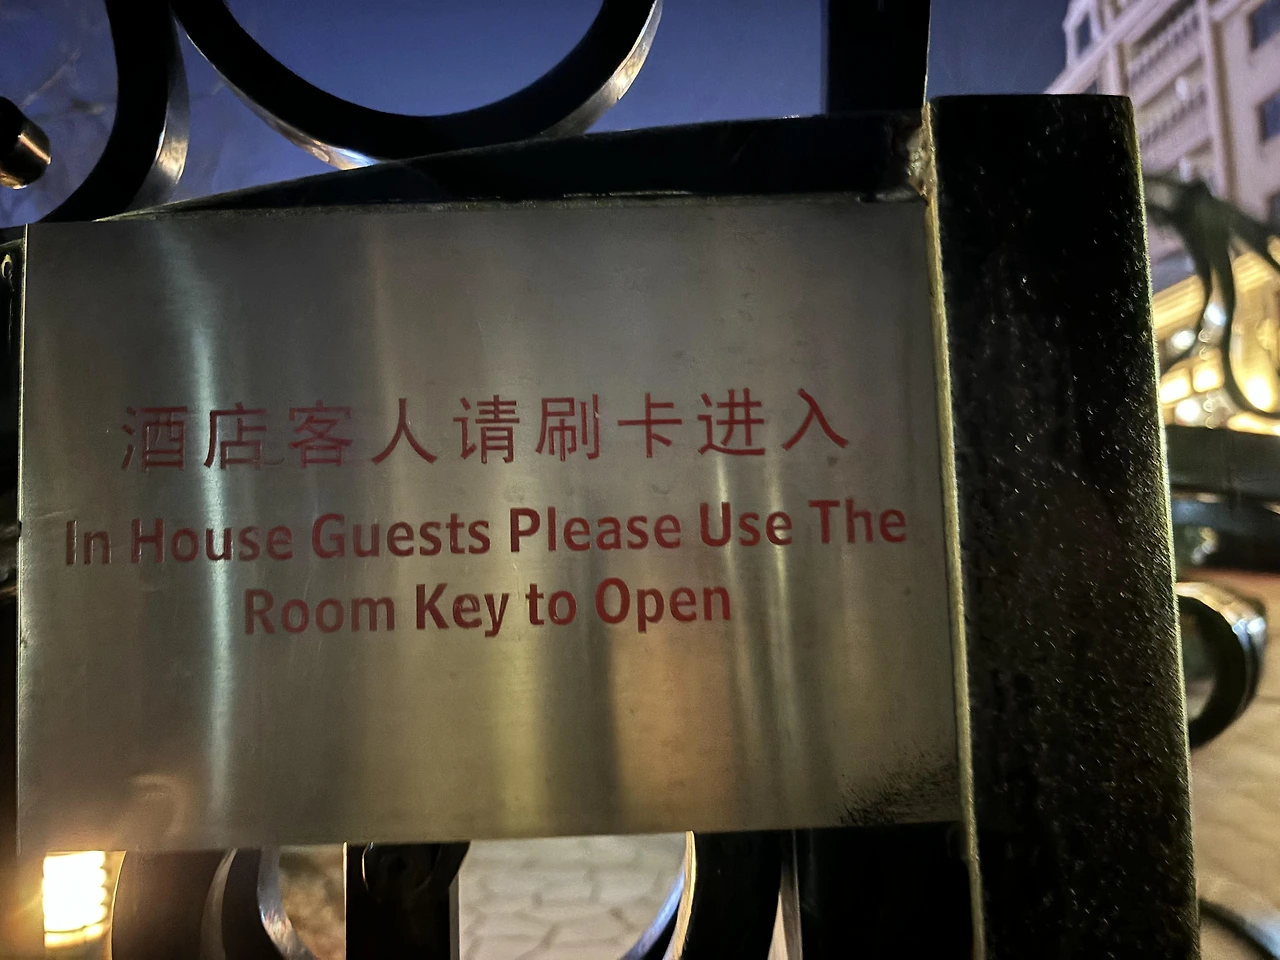 酒店客人请刷卡进入
In House Guests Please Use The
Room Key to Open